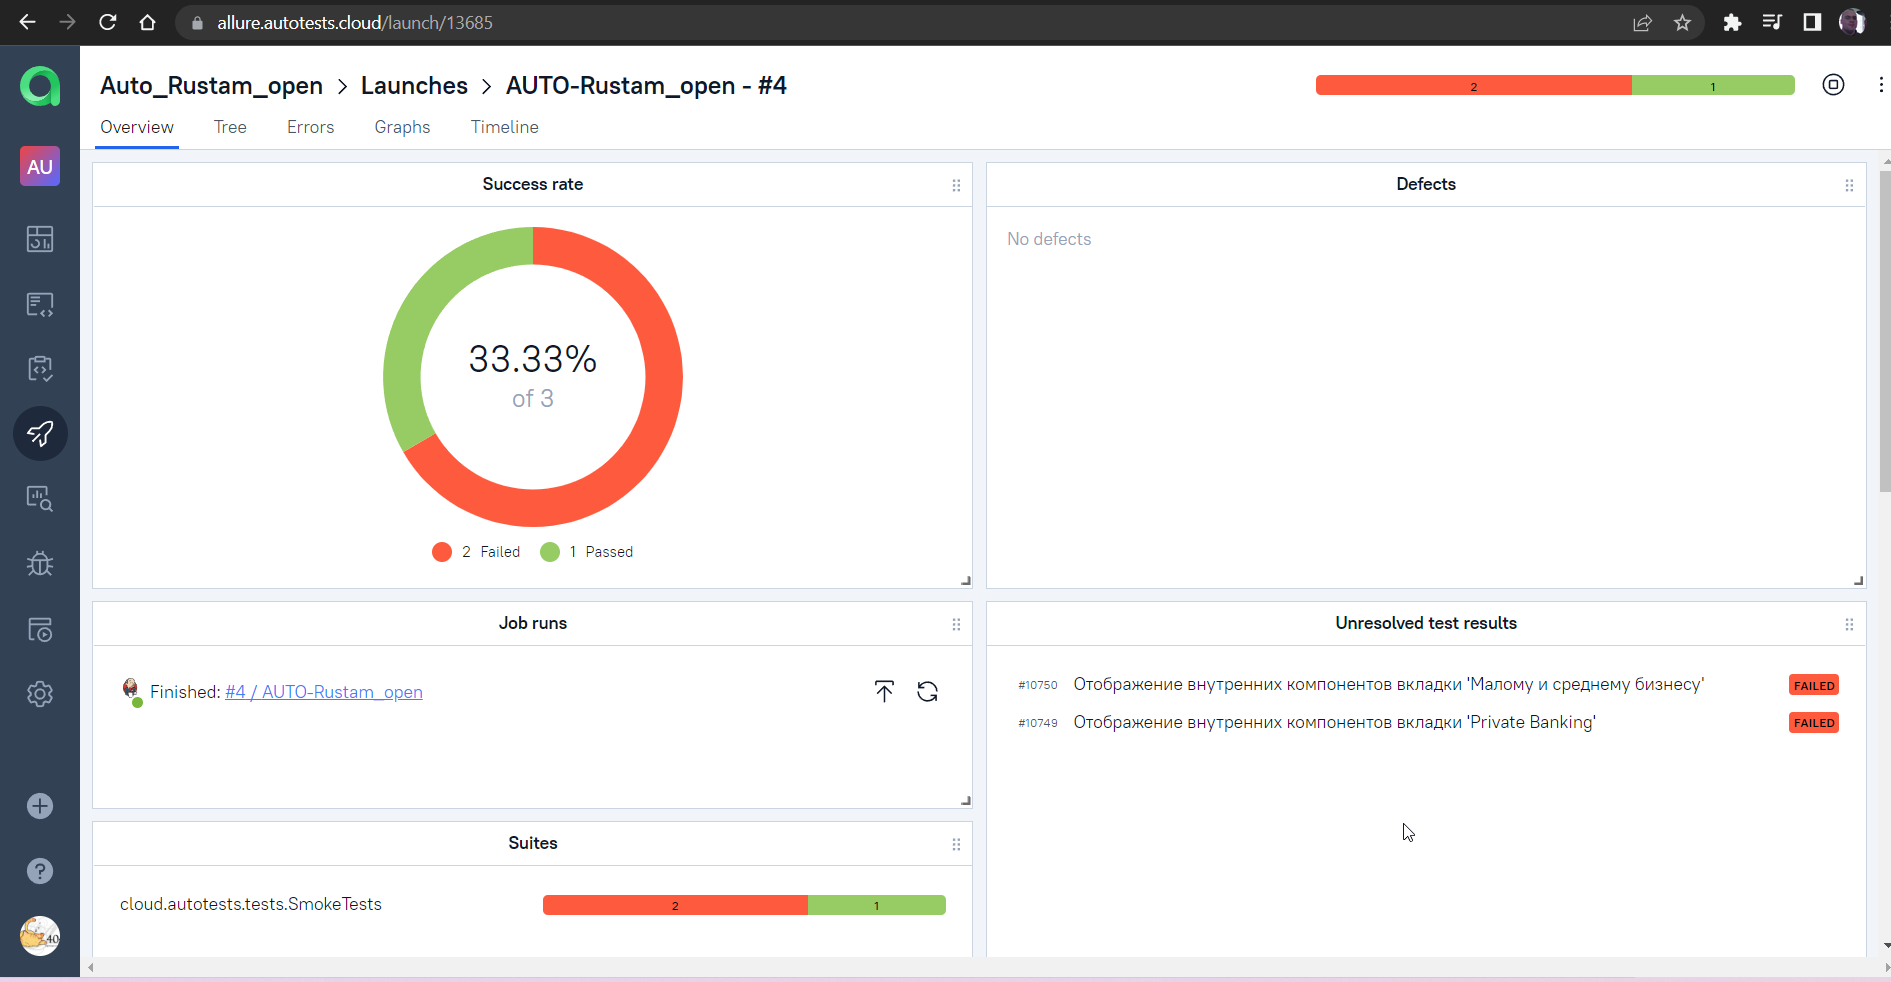 allure.autotests.cloud/launch/13685
Auto_Rustam_open > Launches > AUTO-Rustam_open - #4
2 1
Overview Tree Errors Graphs Timeline
AU
Success rate
33.33%
of 3
2 Failed 1 Passed
Defects
No defects
Job runs
Finished: #4 / AUTO-Rustam_open
Unresolved test results
#10750 Отображение внутренних компонентов вкладки 'Малому и среднему бизнесу' FAILED
#10749 Отображение внутренних компонентов вкладки 'Private Banking' FAILED
Suites
cloud.autotests.tests.SmokeTests 2 1
40